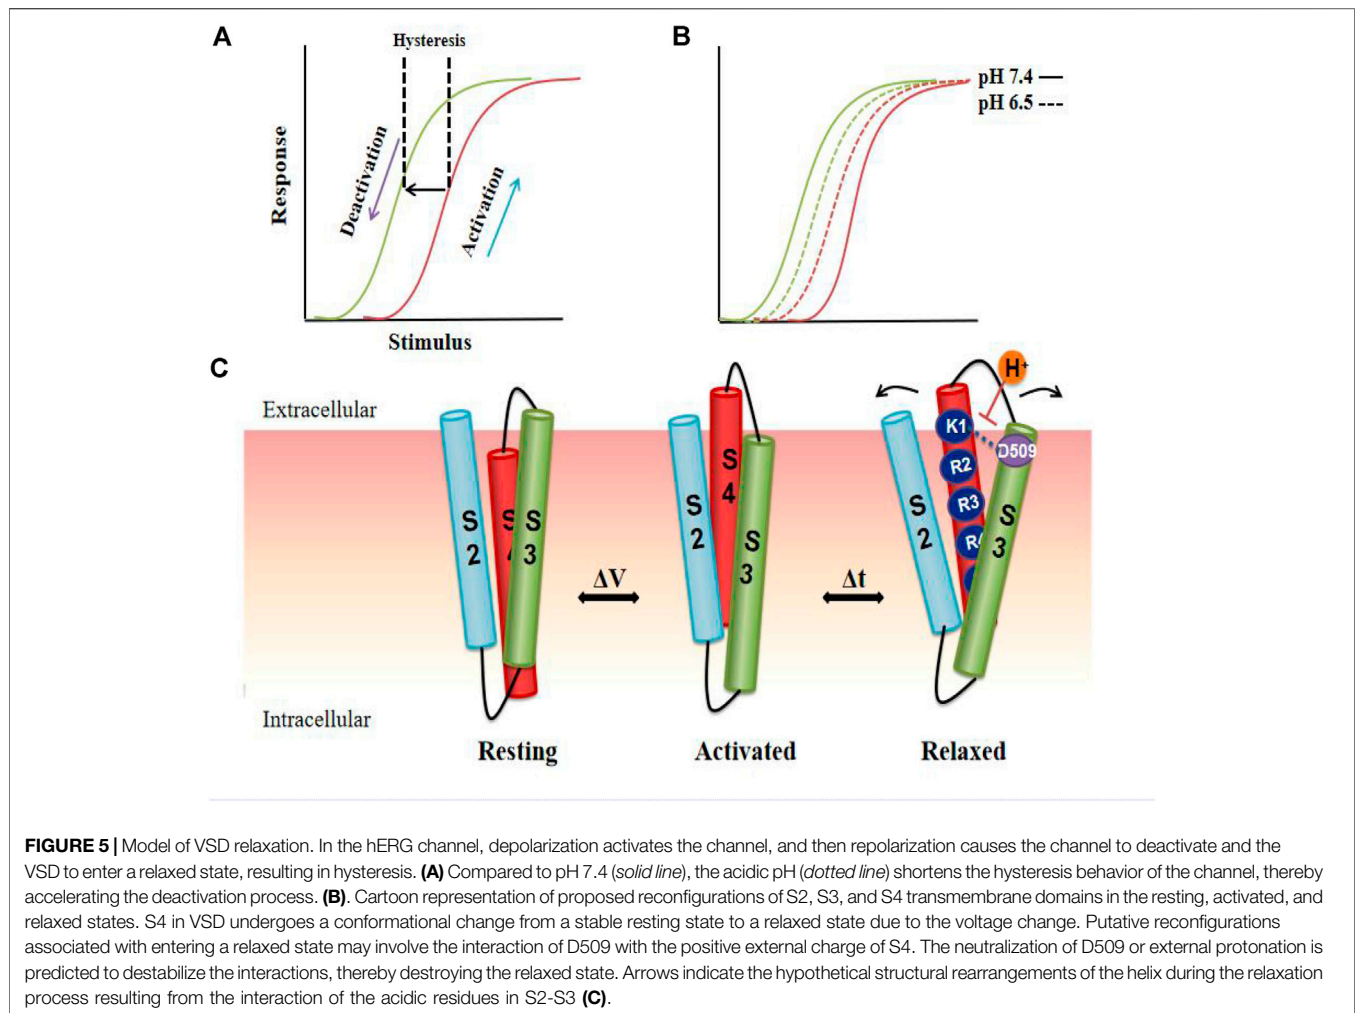 A
Hysteresis
Response
Deactivation
Activation
Stimulus
B
pH 7.4
pH 6.5
C
Extracellular
Intracellular
S
2
S
4
S
3
ΔV
S
2
S
4
S
3
Δt
H+
K1
D509
R2
R3
R4
S
2
S
3
Resting
Activated
Relaxed
FIGURE 5 | Model of VSD relaxation. In the hERG channel, depolarization activates the channel, and then repolarization causes the channel to deactivate and the
VSD to enter a relaxed state, resulting in hysteresis. (A) Compared to pH 7.4 (solid line), the acidic pH (dotted line) shortens the hysteresis behavior of the channel, thereby
accelerating the deactivation process. (B). Cartoon representation of proposed reconfigurations of S2, S3, and S4 transmembrane domains in the resting, activated, and
relaxed states. S4 in VSD undergoes a conformational change from a stable resting state to a relaxed state due to the voltage change. Putative reconfigurations
associated with entering a relaxed state may involve the interaction of D509 with the positive external charge of S4. The neutralization of D509 or external protonation is
predicted to destabilize the interactions, thereby destroying the relaxed state. Arrows indicate the hypothetical structural rearrangements of the helix during the relaxation
process resulting from the interaction of the acidic residues in S2-S3 (C).